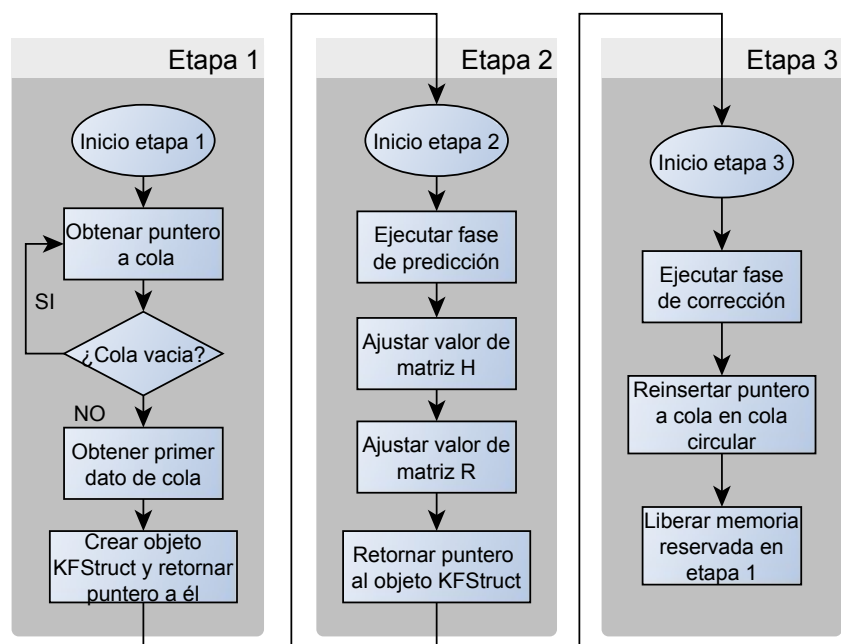 Etapa 1
Inicio etapa 1
Obtenar puntero
a cola
SI
¿Cola vacia?
NO
Obtener primer
dato de cola
Crear objeto
KFStruct y retornar
puntero a él
Etapa 2
Inicio etapa 2
Ejecutar fase
de predicción
Ajustar valor de
matriz H
Ajustar valor de
matriz R
Retornar puntero
al objeto KFStruct
Etapa 3
Inicio etapa 3
Ejecutar fase
de corrección
Reinsertar puntero
a cola en cola
circular
Liberar memoria
reservada en
etapa 1